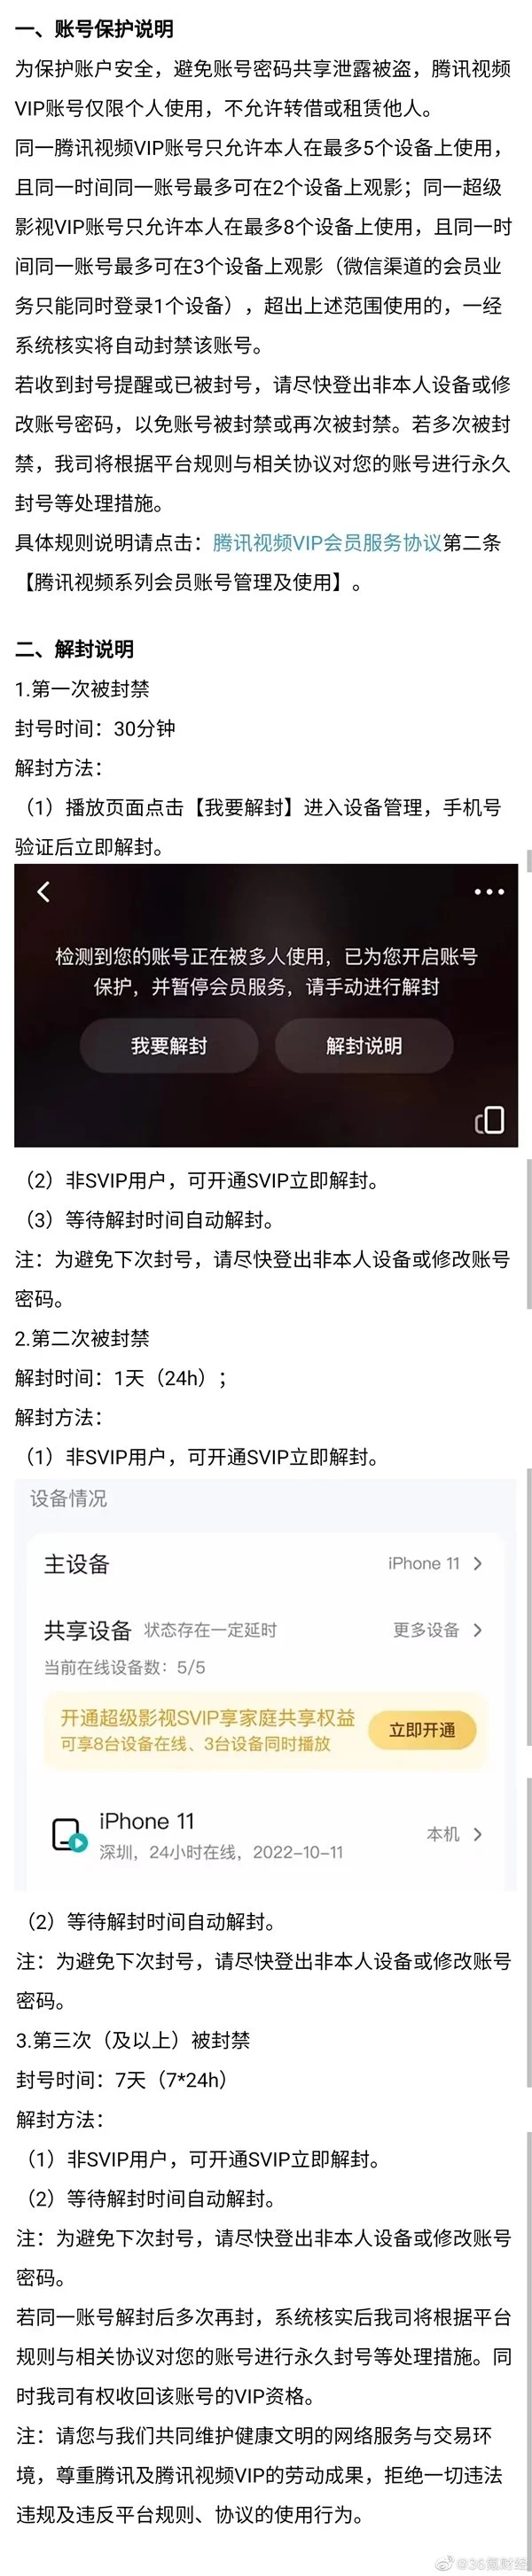 一、账号保护说明
为保护账户安全，避免账号密码共享泄露被盗，腾讯视频
VIP账号仅限个人使用，不允许转借或租赁他人。
同一腾讯视频VIP账号只允许本人在最多5个设备上使用，
且同一时间同一账号最多可在2个设备上观影；同一超级
影视VIP账号只允许本人在最多8个设备上使用，且同一时
间同一账号最多可在3个设备上观影（微信渠道的会员业
务只能同时登录1个设备），超出上述范围使用的，一经
系统核实将自动封禁该账号。
若收到封号提醒或已被封号，请尽快登出非本人设备或修
改账号密码，以免账号被封禁或再次被封禁。若多次被封
禁，我司将根据平台规则与相关协议对您的账号进行永久
封号等处理措施。
具体规则说明请点击：腾讯视频VIP会员服务协议第二条
【腾讯视频系列会员账号管理及使用】。
二、解封说明
1.第一次被封禁
封号时间：30分钟
解封方法：
（1）播放页面点击【我要解封】进入设备管理，手机号
验证后立即解封。
检测到您的账号正在被多人使用，已为您开启账号
保护，并暂停会员服务，请手动进行解封
我要解封 解封说明
（2）非SVIP用户，可开通SVIP立即解封。
（3）等待解封时间自动解封。
注：为避免下次封号，请尽快登出非本人设备或修改账号
密码。
2.第二次被封禁
解封时间：1天（24h）；
解封方法：
（1）非SVIP用户，可开通SVIP立即解封。
设备情况
主设备 iPhone 11
共享设备 状态存在一定延时 更多设备
当前在线设备数：5/5
开通超级影视SVIP享家庭共享权益
可享8台设备在线、3台设备同时播放
立即开通
iPhone 11
深圳，24小时在线，2022-10-11
本机
（2）等待解封时间自动解封。
注：为避免下次封号，请尽快登出非本人设备或修改账号
密码。
3.第三次（及以上）被封禁
封号时间：7天（7*24h）
解封方法：
（1）非SVIP用户，可开通SVIP立即解封。
（2）等待解封时间自动解封。
注：为避免下次封号，请尽快登出非本人设备或修改账号
密码。
若同一账号解封后多次再封，系统核实后我司将根据平台
规则与相关协议对您的账号进行永久封号等处理措施。同
时我司有权收回该账号的VIP资格。
注：请您与我们共同维护健康文明的网络服务与交易环
境，尊重腾讯及腾讯视频VIP的劳动成果，拒绝一切违法
违规及违反平台规则、协议的使用行为。
@36氪财经